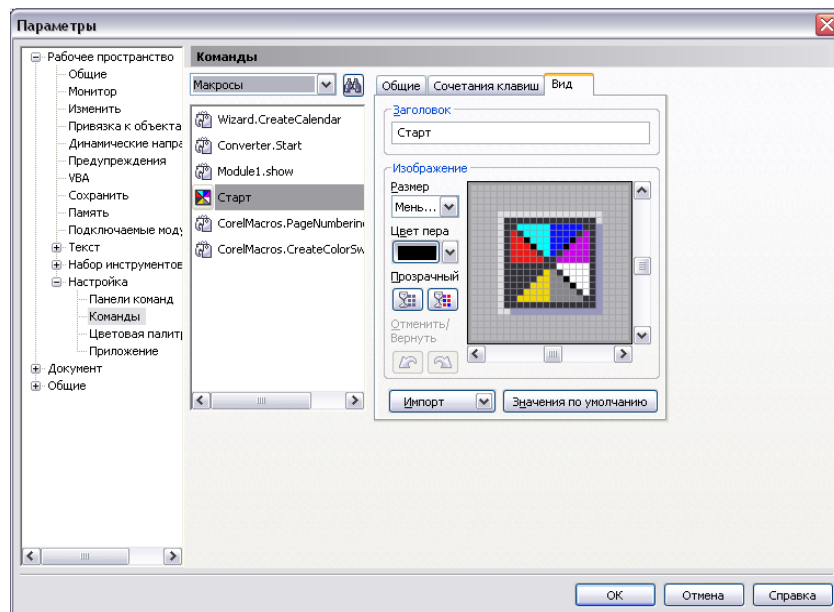 Параметры
Рабочее пространство
Общие
Монитор
Изменить
Привязка к объекта
Динамические напра
Предупреждения
VBA
Сохранить
Память
Подключаемые мод
Текст
Набор инструментов
Настройка
Панели команд
Команды
Цветовая палит
Приложение
Документ
Общие
Команды
Макросы
Wizard.CreateCalendar
Converter.Start
Module1.show
Старт
CorelMacros.PageNumbering
CorelMacros.CreateColorSw
Общие
Сочетания клавиш
Вид
Заголовок
Старт
Изображение
Размер
Мень...
Цвет пера
Прозрачный
Отменить/
Вернуть
Импорт
Значения по умолчанию
ОК
Отмена
Справка